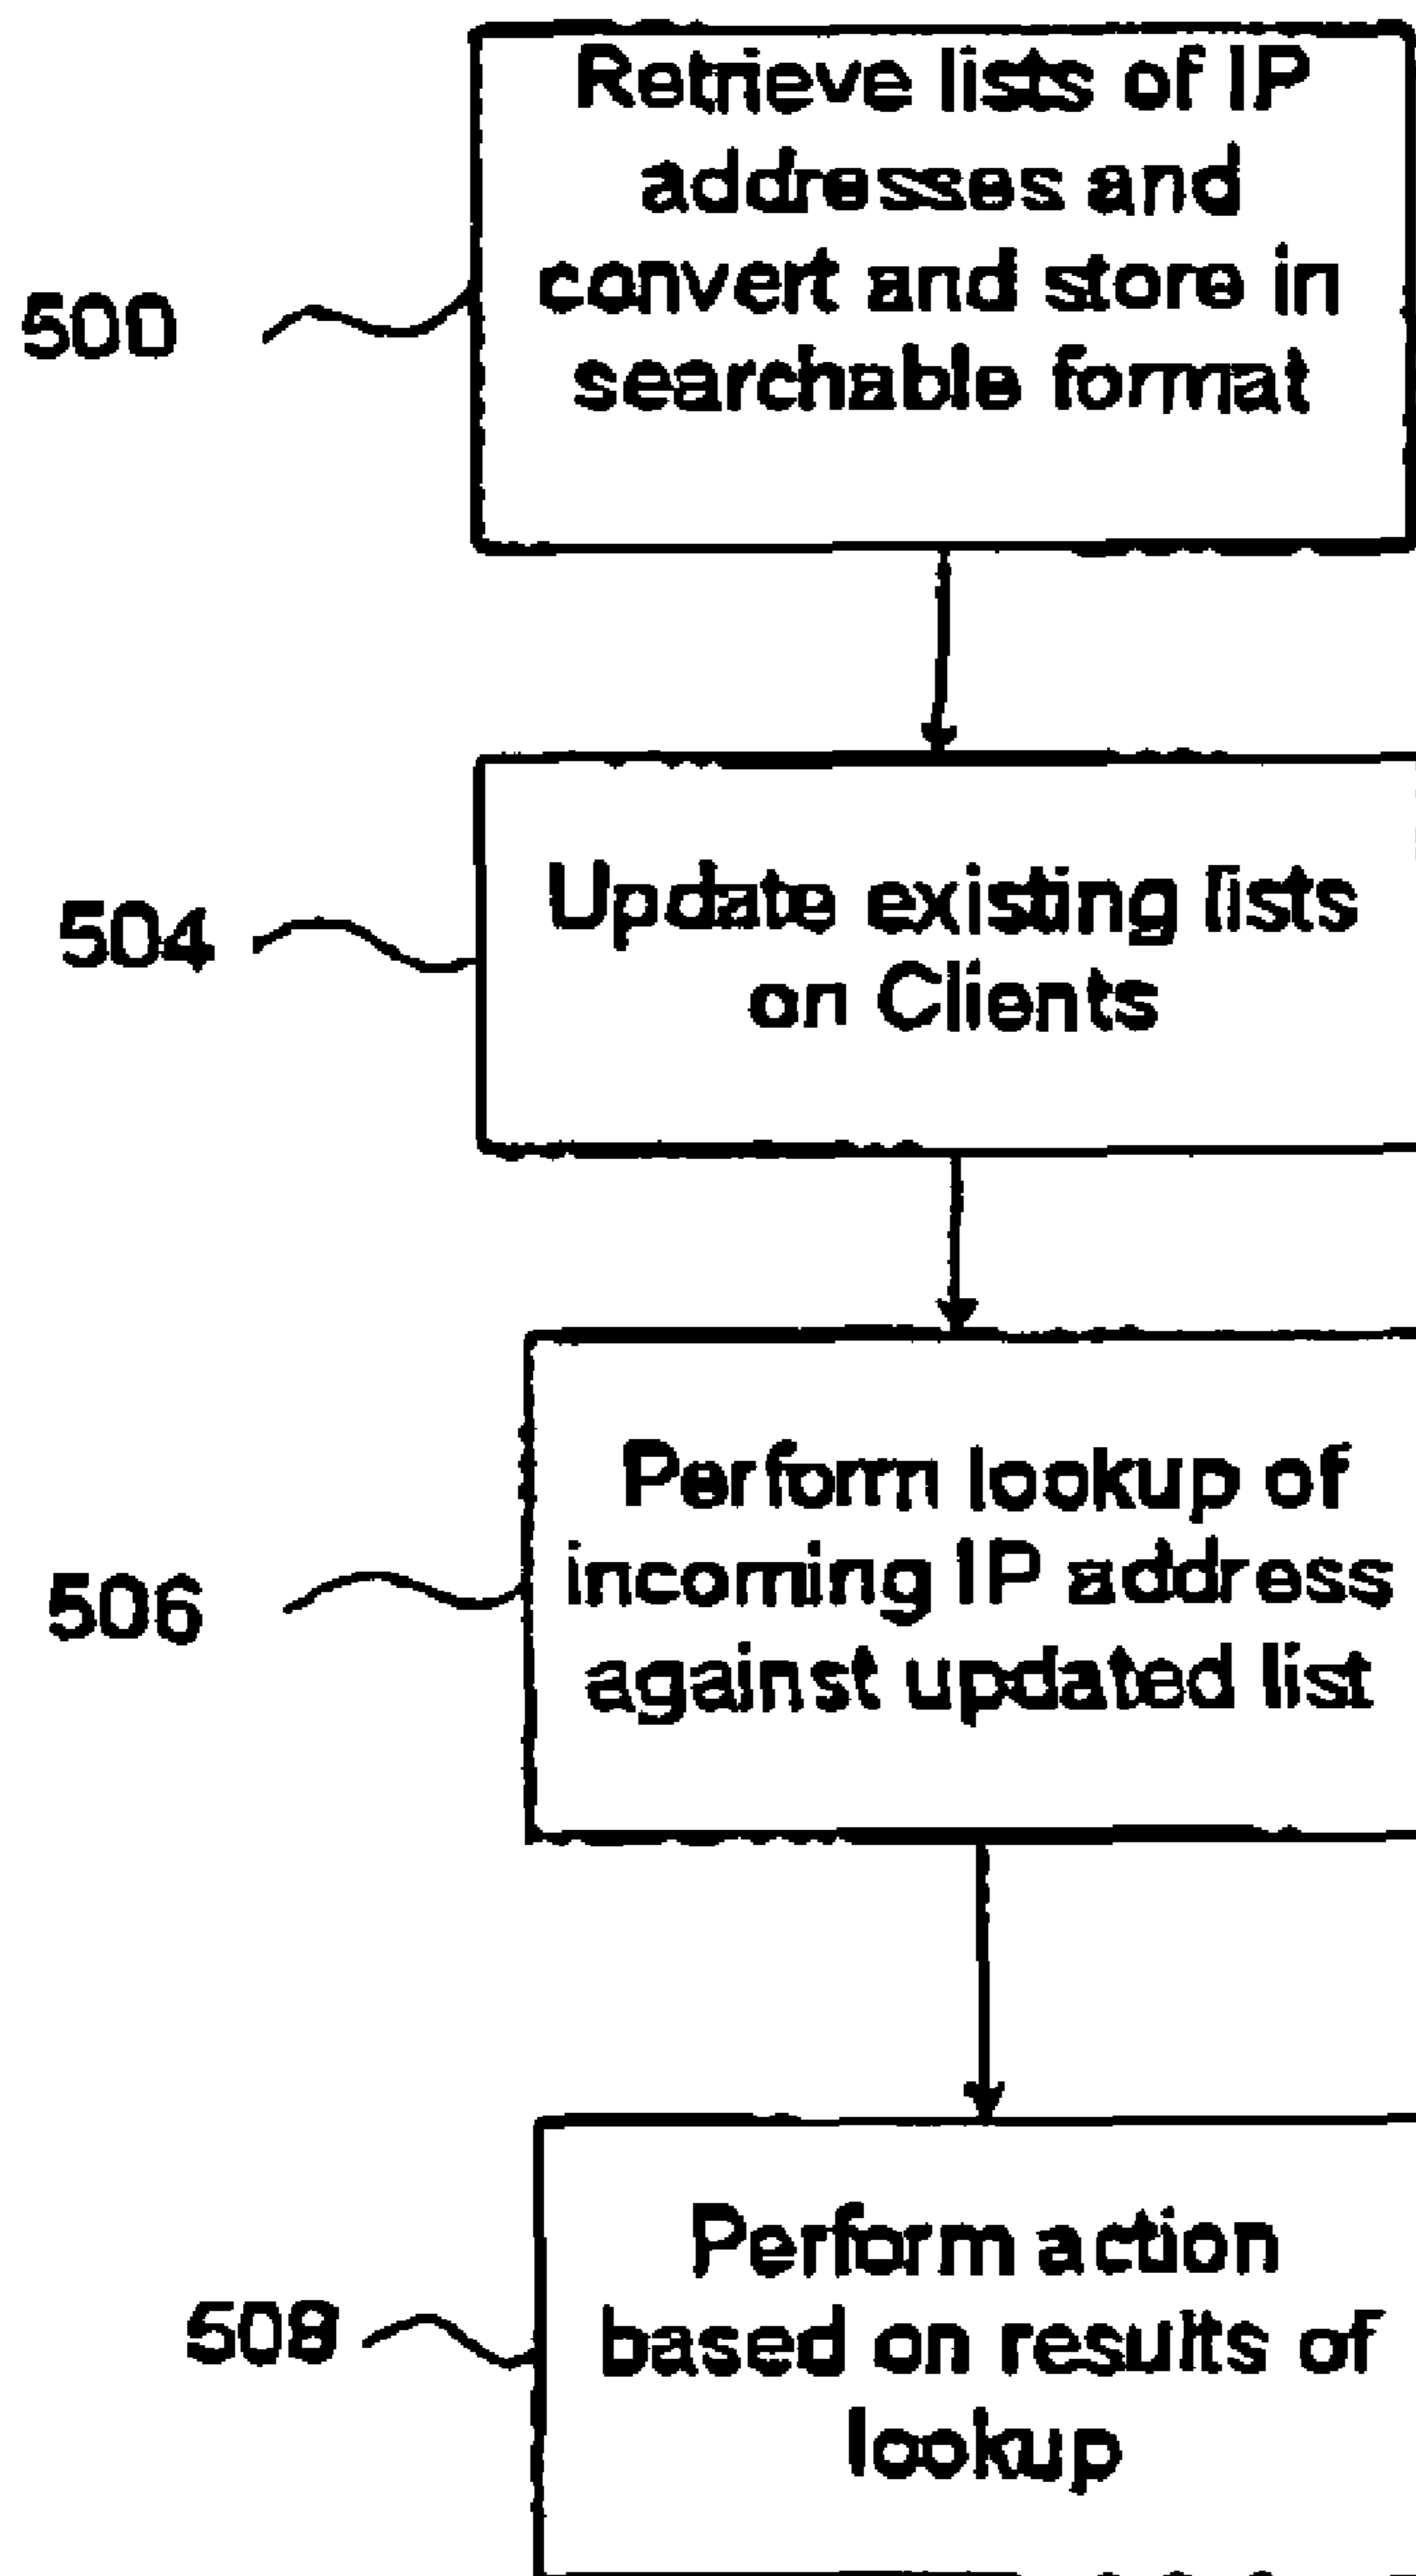 Retrieve lists of IP
addresses and
convert and store in
searchable format
500
Update existing lists
on Clients
504
Perform lookup of
incoming IP address
against updated list
506
Perform action
based on results of
lookup
508